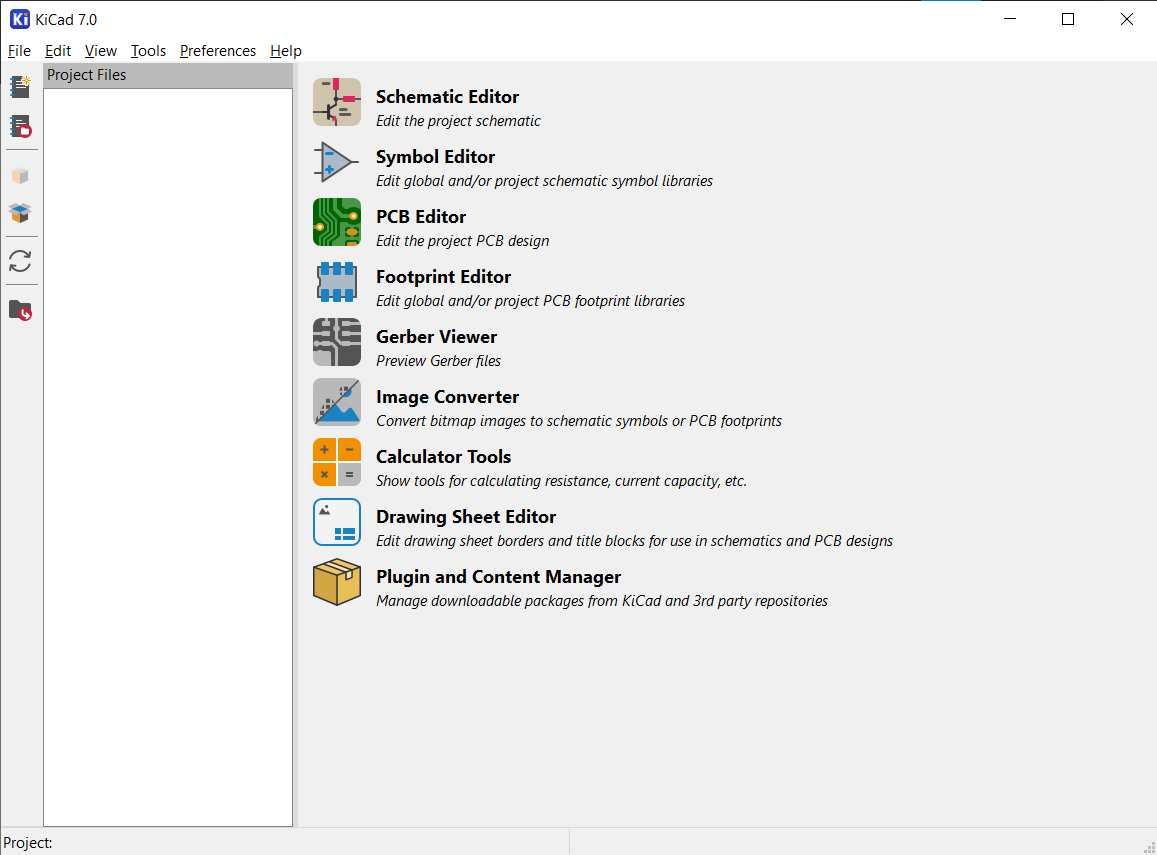 KiCad 7.0
File Edit View Tools Preferences Help
Project Files
Schematic Editor
Edit the project schematic
Symbol Editor
Edit global and/or project schematic symbol libraries
PCB Editor
Edit the project PCB design
Footprint Editor
Edit global and/or project PCB footprint libraries
Gerber Viewer
Preview Gerber files
Image Converter
Convert bitmap images to schematic symbols or PCB footprints
Calculator Tools
Show tools for calculating resistance, current capacity, etc.
Drawing Sheet Editor
Edit drawing sheet borders and title blocks for use in schematics and PCB designs
Plugin and Content Manager
Manage downloadable packages from KiCad and 3rd party repositories
Project: